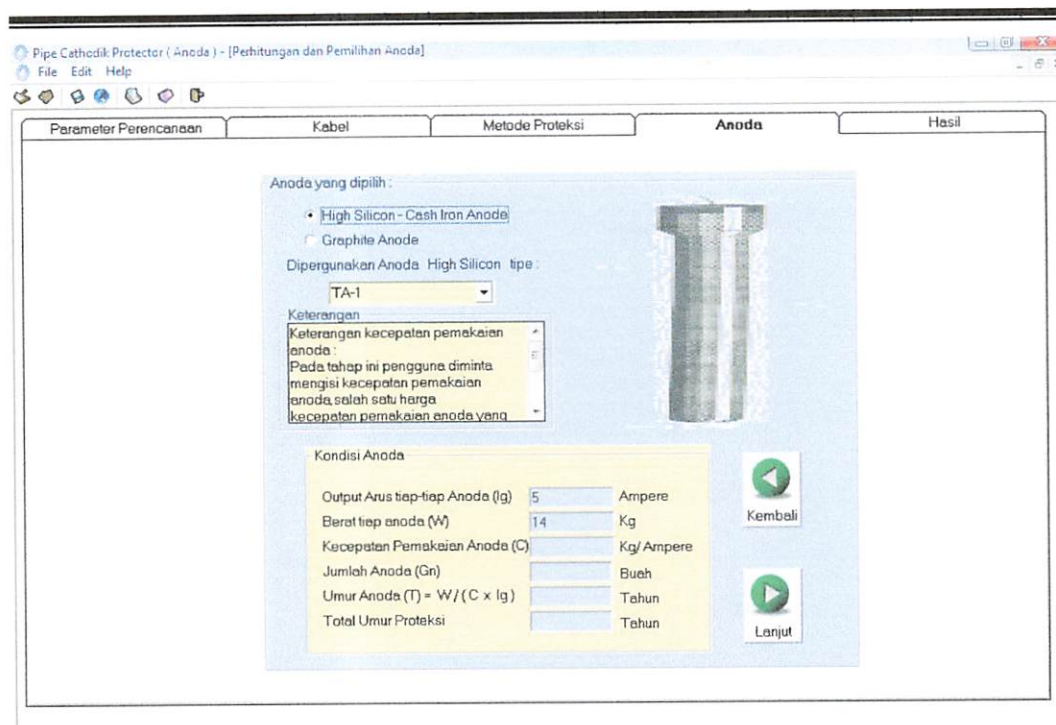 Pipe Cathodik Protector ( Anoda ) - [Perhitungan dan Pemilihan Anoda]
File Edit Help
Parameter Perencanaan Kabel Metode Proteksi Anoda Hasil
Anoda yang dipilih :
High Silicon - Cash Iron Anode
Graphite Anode
Dipergunakan Anoda High Silicon tipe :
TA-1
Keterangan
Keterangan kecepatan pemakaian
anoda :
Pada tahap ini pengguna diminta
mengisi kecepatan pemakaian
anoda, salah satu harga
kecepatan pemakaian anoda yang
Kondisi Anoda
Output Arus tiap-tiap Anoda (Ig) 5 Ampere
Berat tiap anoda (W) 14 Kg
Kecepatan Pemakaian Anoda (C) Kg/ Ampere
Jumlah Anoda (Gn) Buah
Umur Anoda (T) = W / ( C x Ig ) Tahun
Total Umur Proteksi Tahun
Kembali
Lanjut